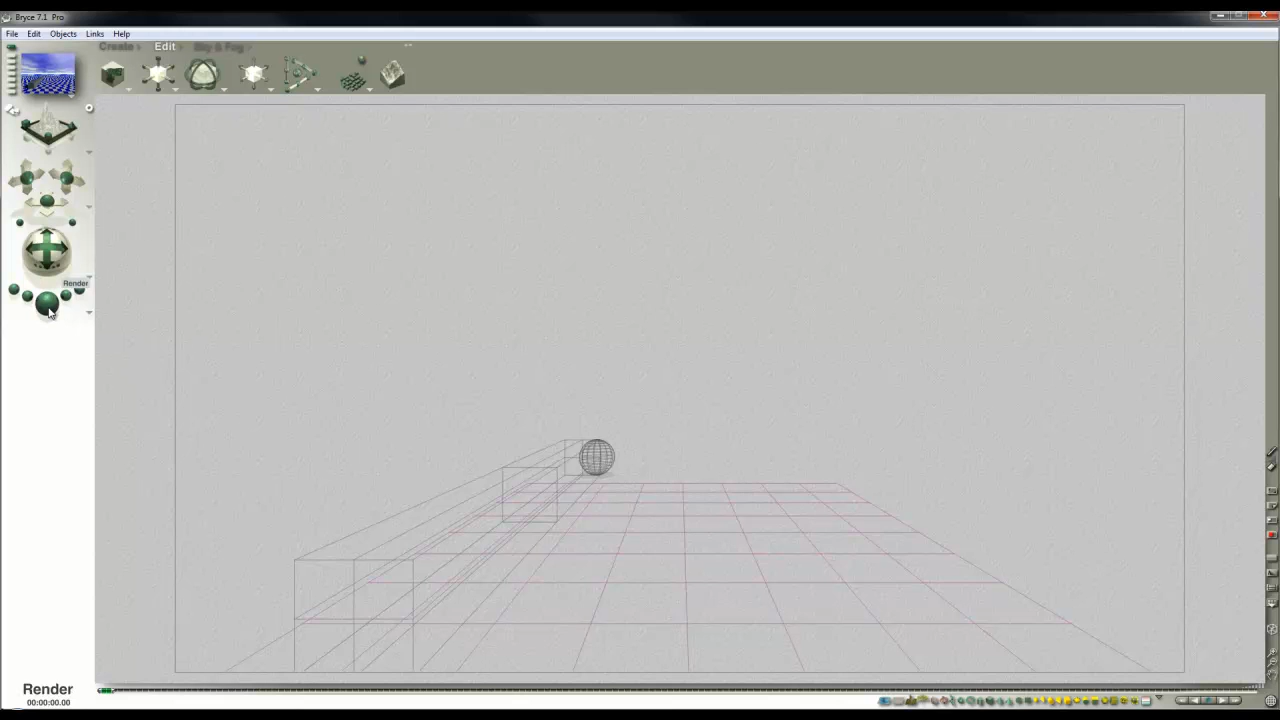 Bryce 7.1 Pro
File Edit Objects Links Help
Create Edit Sky & Fog
Render
Render
00:00:00.00